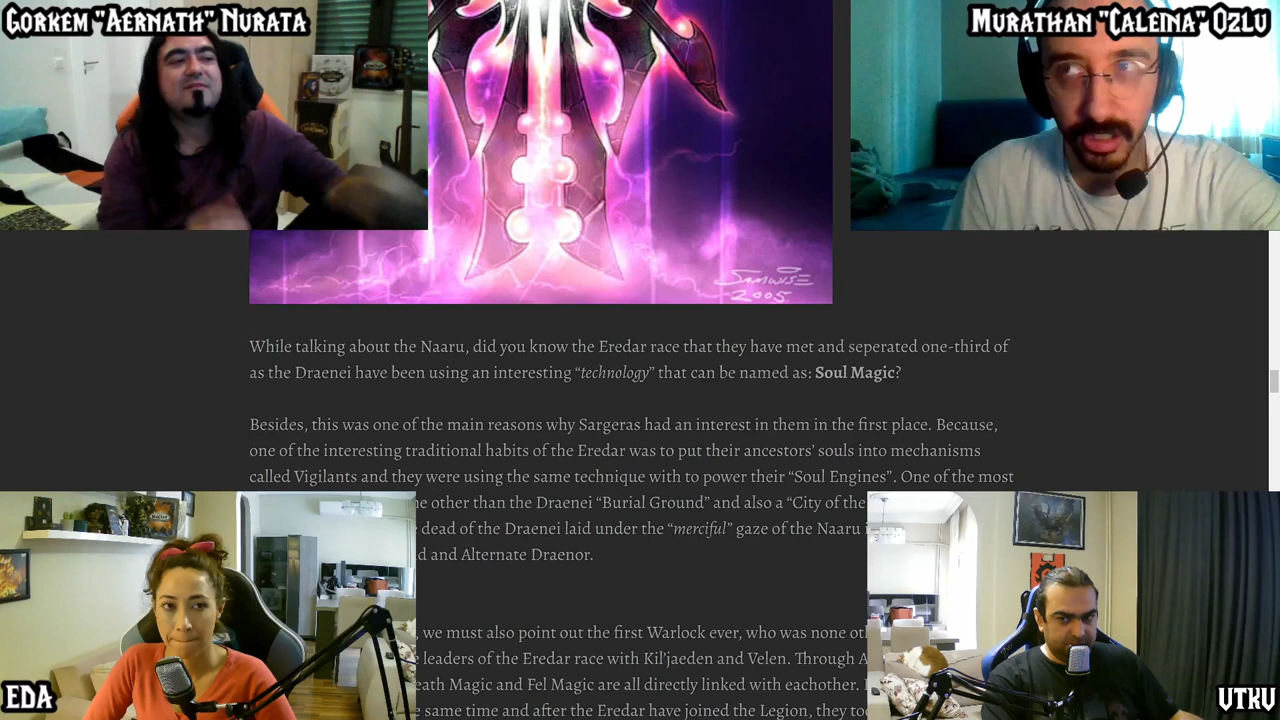 GORKEM "AERNATH" NURATA
MURATHAN "CALEINA" OZLU
SAMWISE
2005
While talking about the Naaru, did you know the Eredar race that they have met and seperated one-third of
as the Draenei have been using an interesting “technology” that can be named as: Soul Magic?
Besides, this was one of the main reasons why Sargeras had an interest in them in the first place. Because,
one of the interesting traditional habits of the Eredar was to put their ancestors’ souls into mechanisms
called Vigilants and they were using the same technique with to power their “Soul Engines”. One of the most
other than the Draenei “Burial Ground” and also a “City of the
dead of the Draenei laid under the “merciful” gaze of the Naaru
and Alternate Draenor.
, we must also point out the first Warlock ever, who was none
leaders of the Eredar race with Kil’jaeden and Velen. Through
Magic and Fel Magic are all directly linked with eachother.
same time and after the Eredar have joined the Legion, they
EDA
UTKU